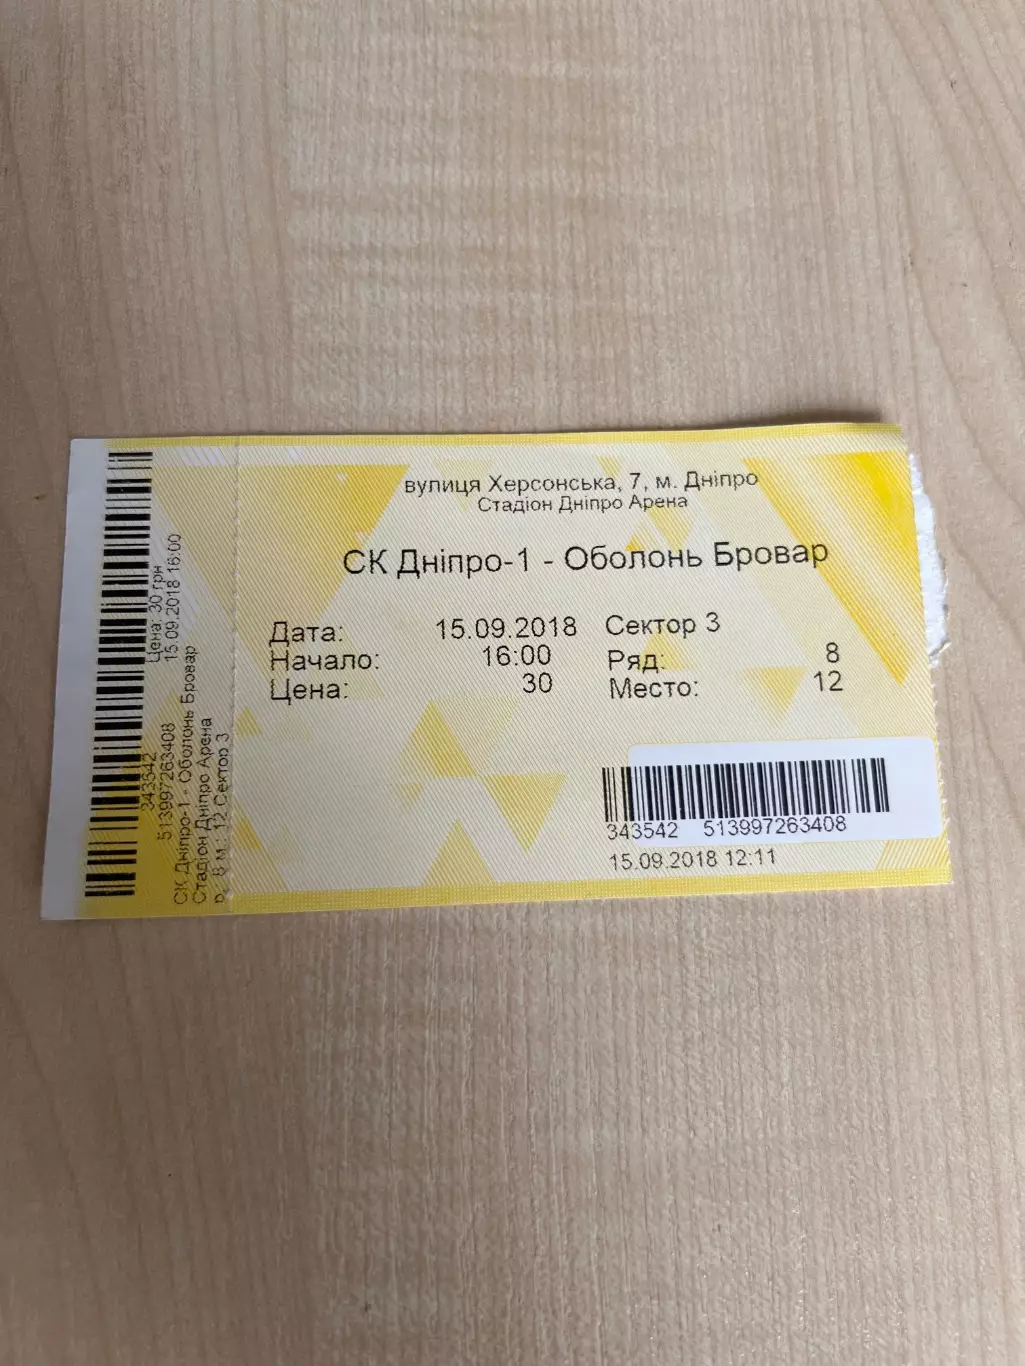 вулиця Херсонська, 7, м. Дніпро
Стадіон Дніпро Арена
СК Дніпро-1 - Оболонь Бровар
Дата: 15.09.2018 Сектор 3
Начало: 16:00 Ряд: 8
Цена: 30 Место: 12
343542 513997263408
15.09.2018 12:11
343542
513997263408
Цена: 30 грн
15.09.2018 16:00
СК Дніпро-1 - Оболонь Бровар
Стадіон Дніпро Арена
р.: 8 м.: 12 Сектор 3